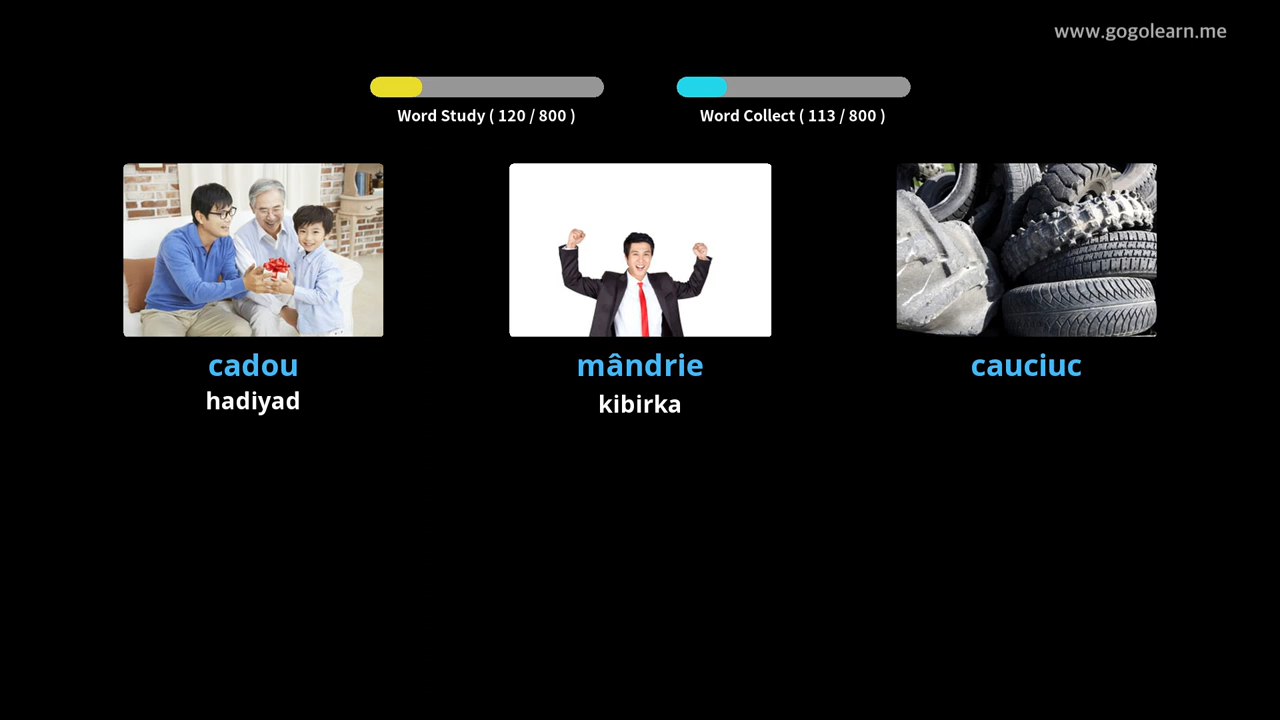 www.gogolearn.me
Word Study ( 120 / 800 )
Word Collect ( 113 / 800 )
cadou
hadiyad
mândrie
kibirka
cauciuc